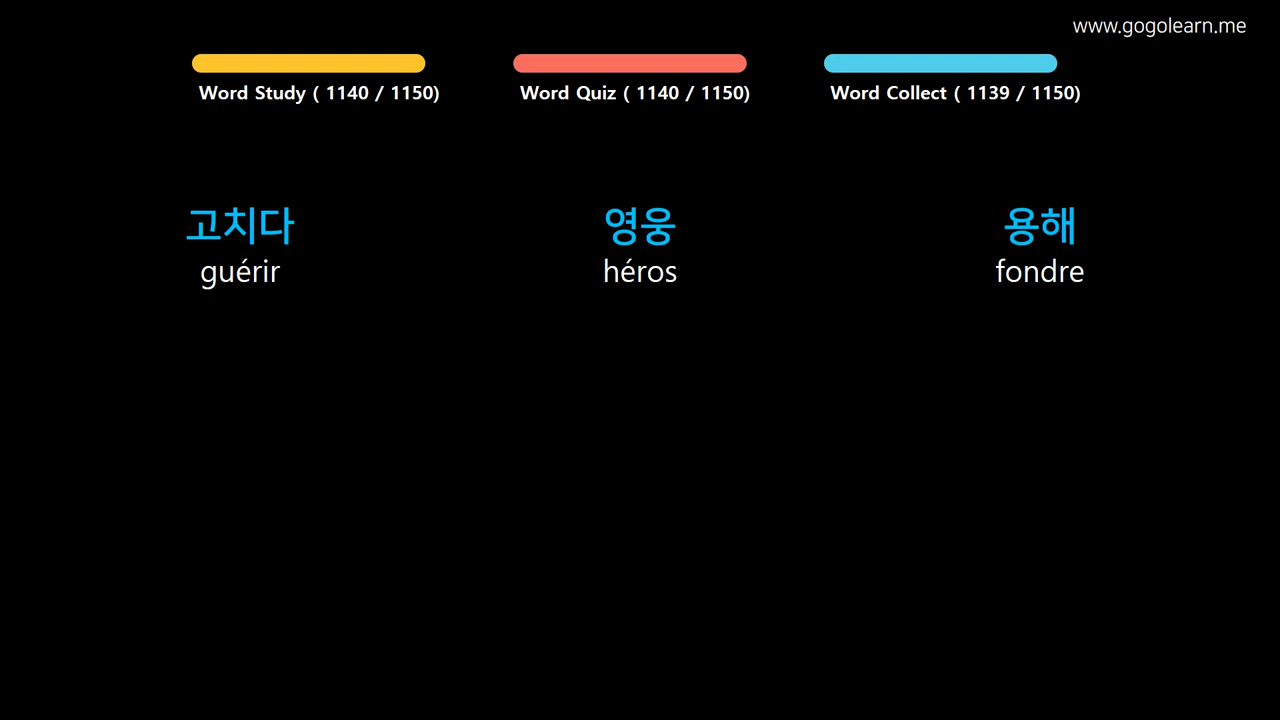 www.gogolearn.me
Word Study ( 1140 / 1150)
Word Quiz ( 1140 / 1150)
Word Collect ( 1139 / 1150)
고치다
guérir
영웅
héros
용해
fondre